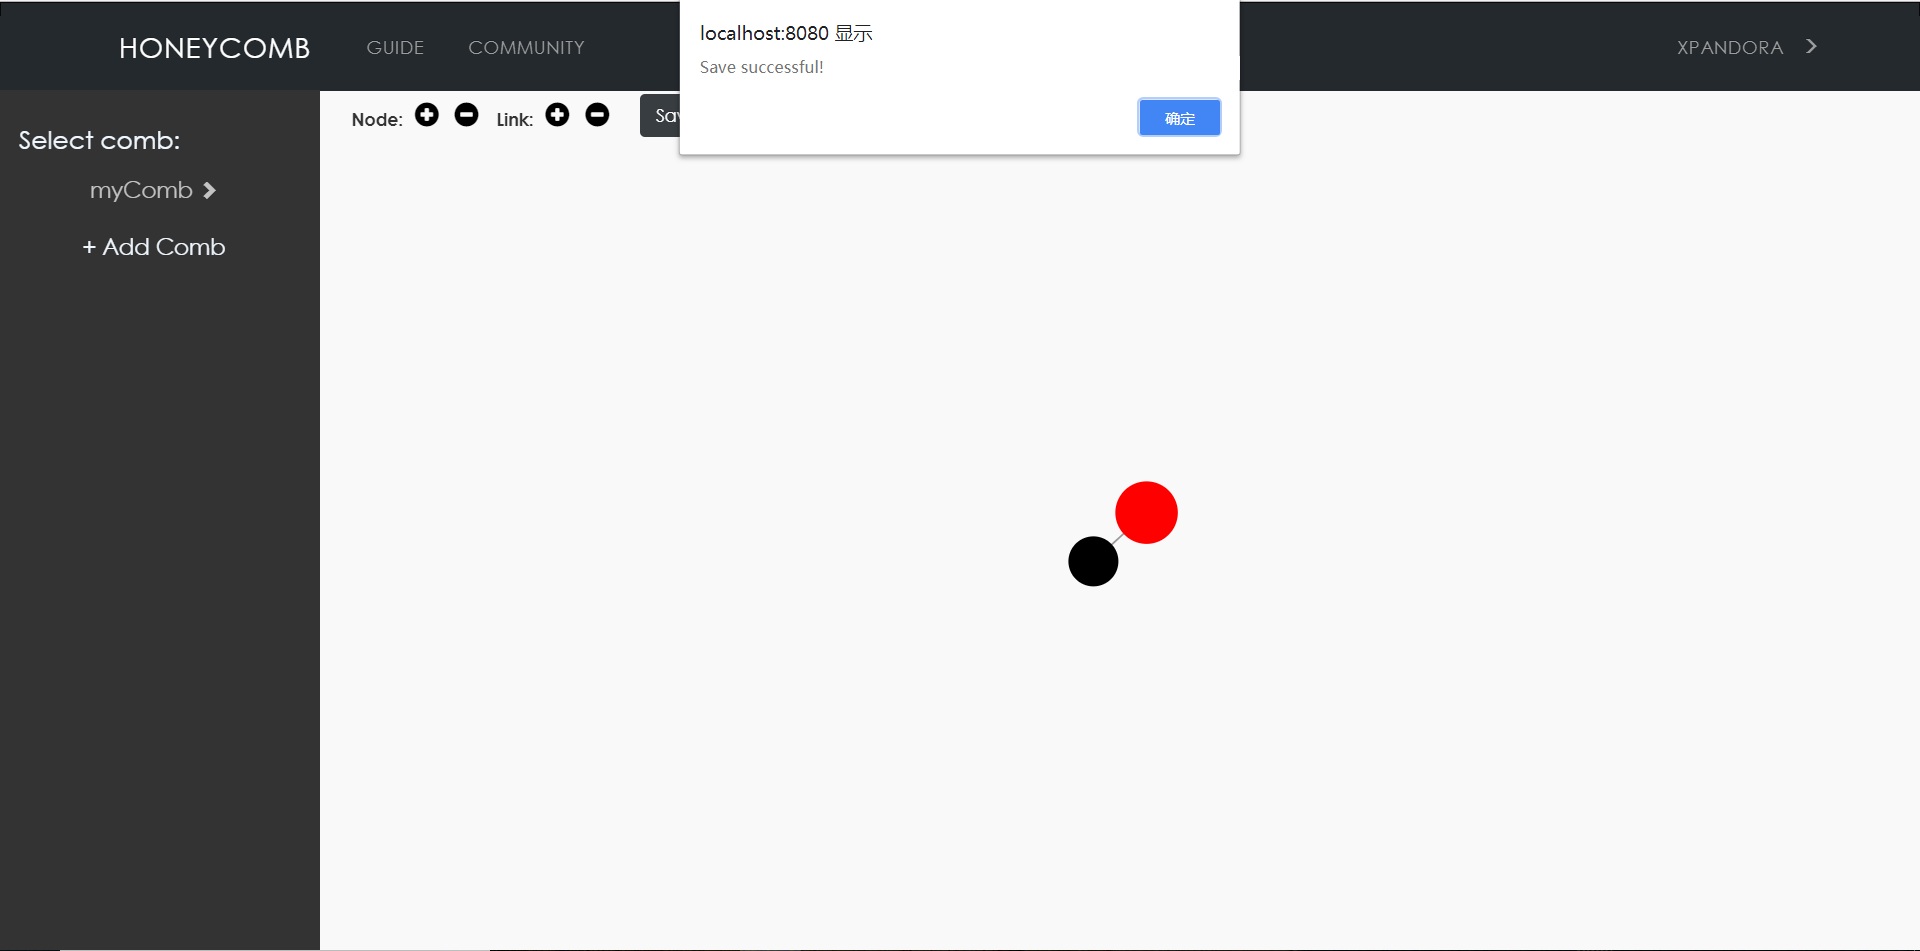 HONEYCOMB
GUIDE
COMMUNITY
localhost:8080 显示
Save successful!
确定
XPANDORA
Select comb:
myComb
+ Add Comb
Node:
Link: